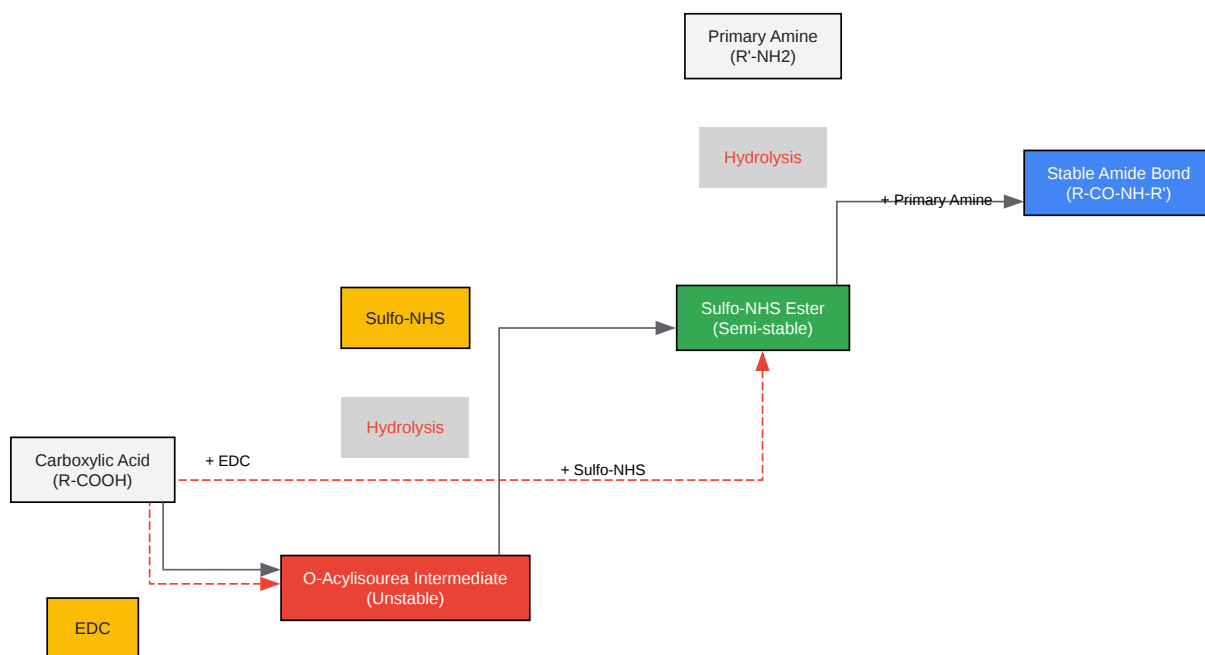 Primary Amine
(R'-NH2)
Hydrolysis
Stable Amide Bond
(R-CO-NH-R')
+ Primary Amine
Sulfo-NHS
Sulfo-NHS Ester
(Semi-stable)
Hydrolysis
Carboxylic Acid
(R-COOH)
+ EDC
+ Sulfo-NHS
O-Acylisourea Intermediate
(Unstable)
EDC